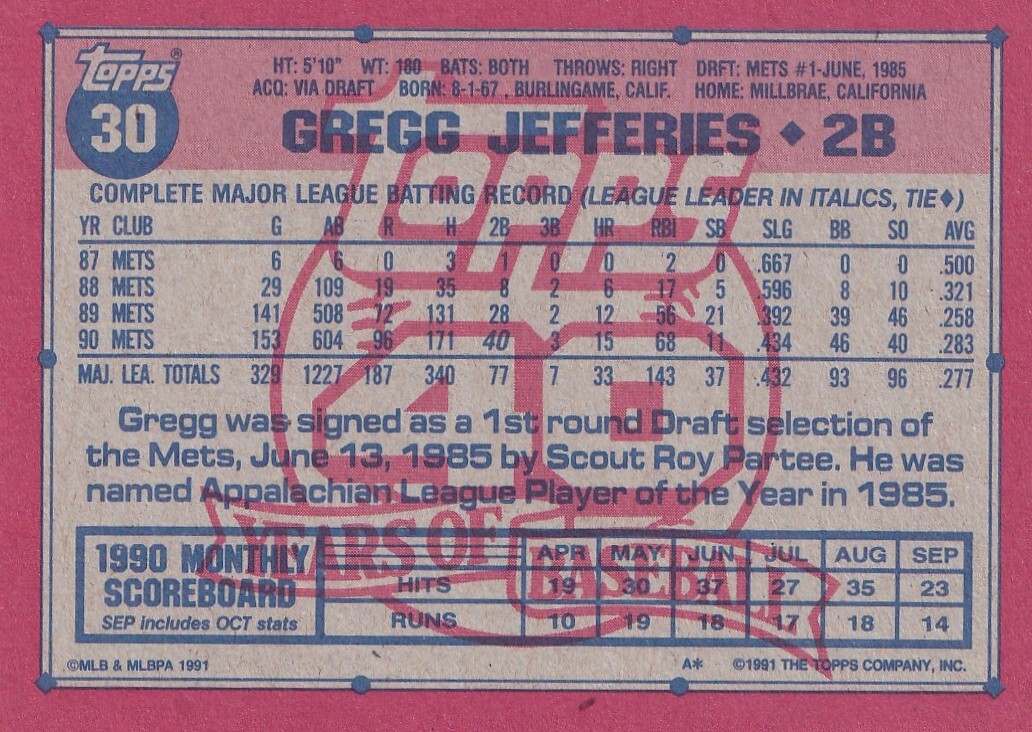 topps®
30
HT: 5'10" WT: 180 BATS: BOTH THROWS: RIGHT DRFT: METS #1-JUNE, 1985
ACQ: VIA DRAFT BORN: 8-1-67 , BURLINGAME, CALIF. HOME: MILLBRAE, CALIFORNIA
GREGG JEFFERIES ♦ 2B
COMPLETE MAJOR LEAGUE BATTING RECORD (LEAGUE LEADER IN ITALICS, TIE♦)
YR CLUB G AB R H 2B 3B HR RBI SB SLG BB SO AVG
87 METS 6 6 0 3 1 0 0 2 0 .667 0 0 .500
88 METS 29 109 19 35 8 2 6 17 5 .596 8 10 .321
89 METS 141 508 72 131 28 2 12 56 21 .392 39 46 .258
90 METS 153 604 96 171 40 3 15 68 11 .434 46 40 .283
MAJ. LEA. TOTALS 329 1227 187 340 77 7 33 143 37 .432 93 96 .277
Gregg was signed as a 1st round Draft selection of
the Mets, June 13, 1985 by Scout Roy Partee. He was
named Appalachian League Player of the Year in 1985.
topps
40
YEARS OF BASEBALL
1990 MONTHLY
SCOREBOARD
SEP includes OCT stats
APR MAY JUN JUL AUG SEP
HITS 19 30 37 27 35 23
RUNS 10 19 18 17 18 14
©MLB & MLBPA 1991 A* ©1991 THE TOPPS COMPANY, INC.